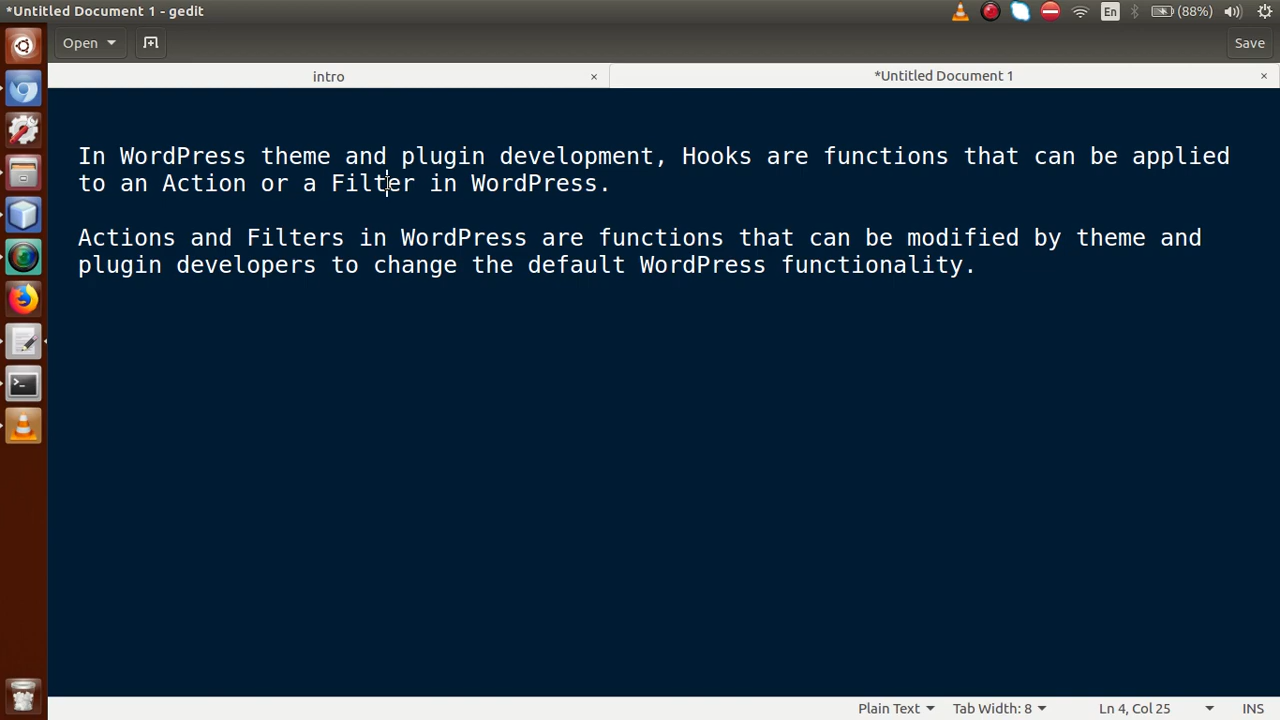 *Untitled Document 1 - gedit
En
(88%)
Open
Save
intro
*Untitled Document 1
In WordPress theme and plugin development, Hooks are functions that can be applied
to an Action or a Filter in WordPress.
Actions and Filters in WordPress are functions that can be modified by theme and
plugin developers to change the default WordPress functionality.
Plain Text
Tab Width: 8
Ln 4, Col 25
INS